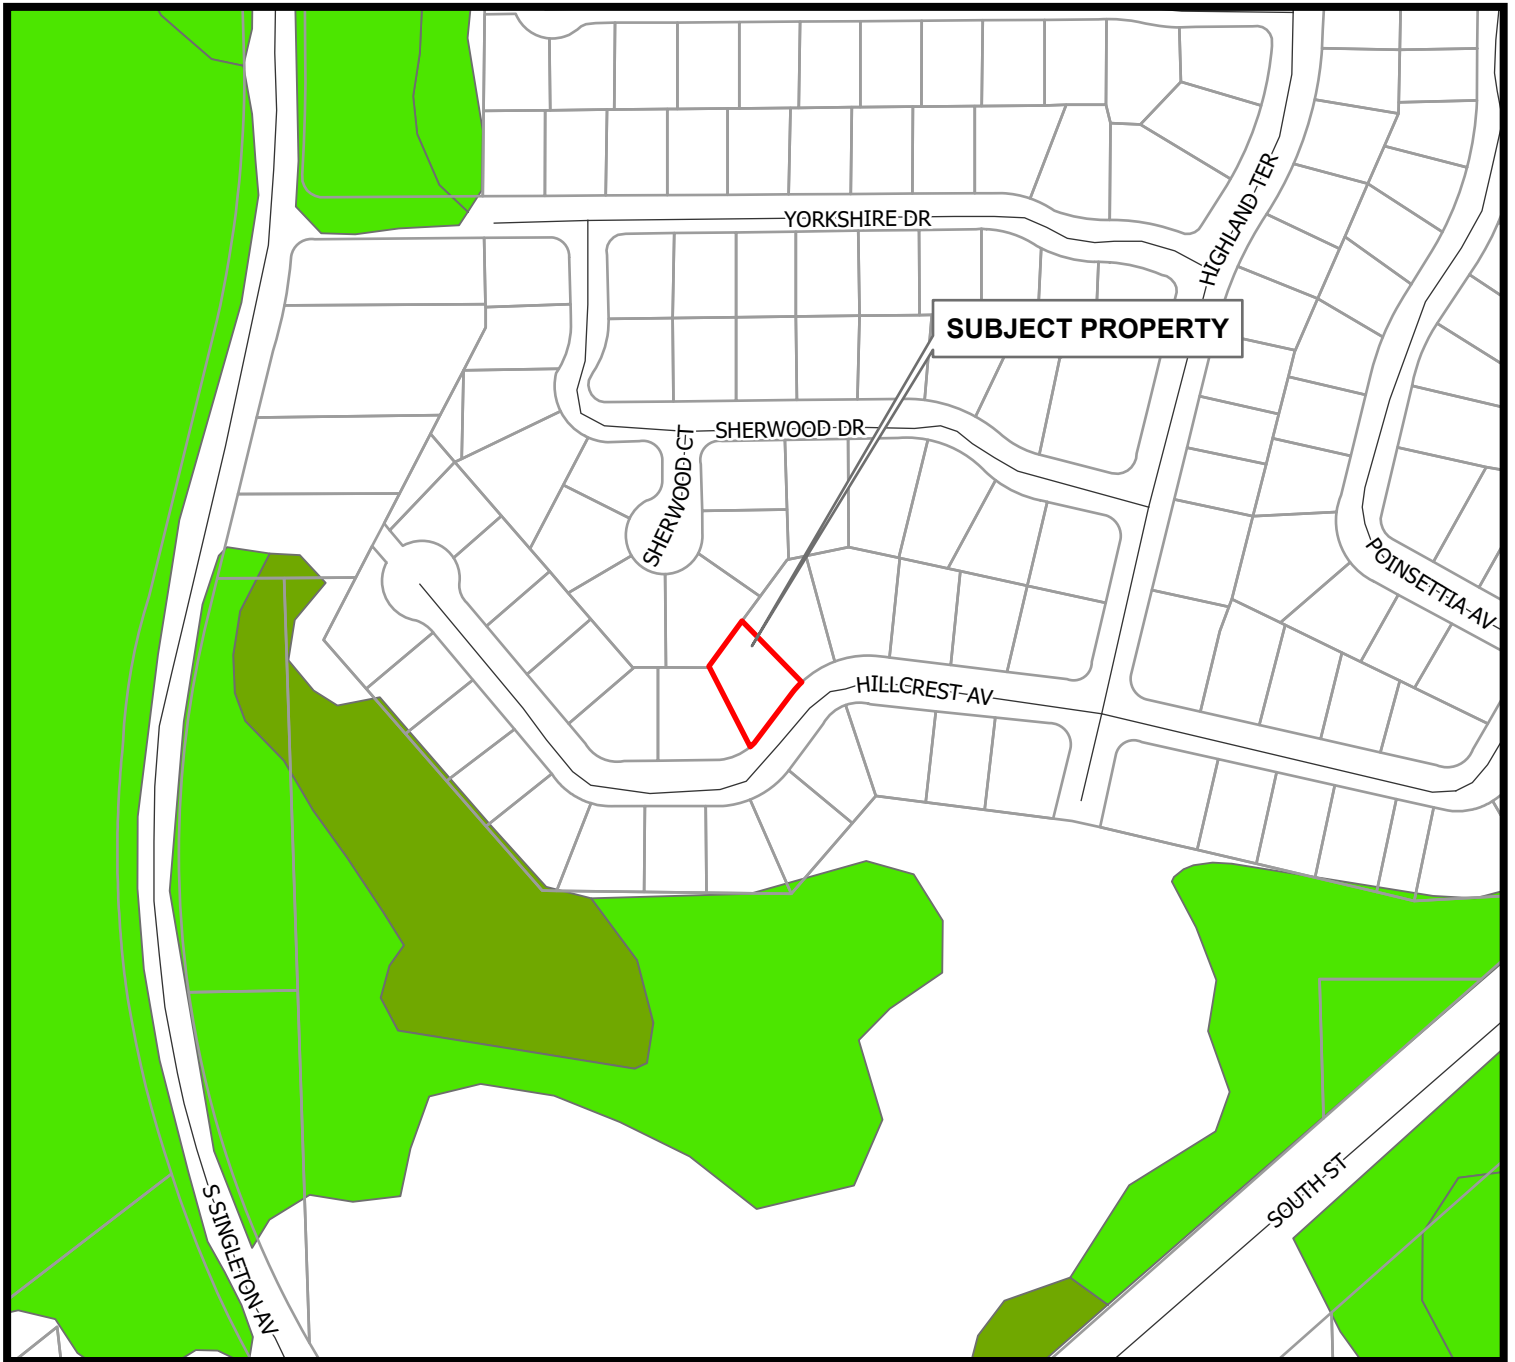 YORKSHIRE DR
HIGHLAND TER
SUBJECT PROPERTY
SHERWOOD DR
SHERWOOD CT
POINSETTIA AV
HILLCREST AV
SOUTH ST
S SINGLETON AV